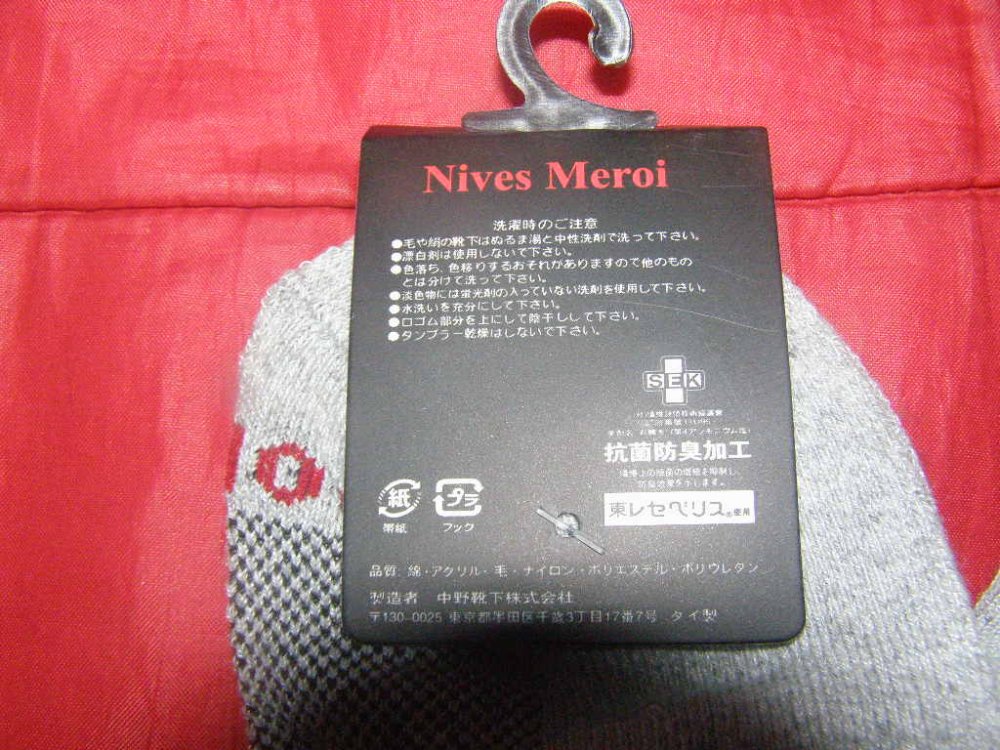 Nives Meroi
洗濯時のご注意
●毛や絹の靴下はぬるま湯と中性洗剤で洗って下さい。
●漂白剤は使用しないで下さい。
●色落ち、色移りするおそれがありますので他のもの
とは分けて洗って下さい。
●淡色物には蛍光剤の入っていない洗剤を使用して下さい。
●水洗いを充分にして下さい。
●口ゴム部分を上にして陰干しして下さい。
●タンブラー乾燥はしないで下さい。
SEK
抗菌防臭加工
繊維上の
東レセベリス®使用
紙
帯紙
プラ
フック
品質 綿・アクリル・毛・ナイロン・ポリエステル・ポリウレタン
製造者 中野靴下株式会社
〒130-0025 東京都 千歳3丁目17番7号 タイ製